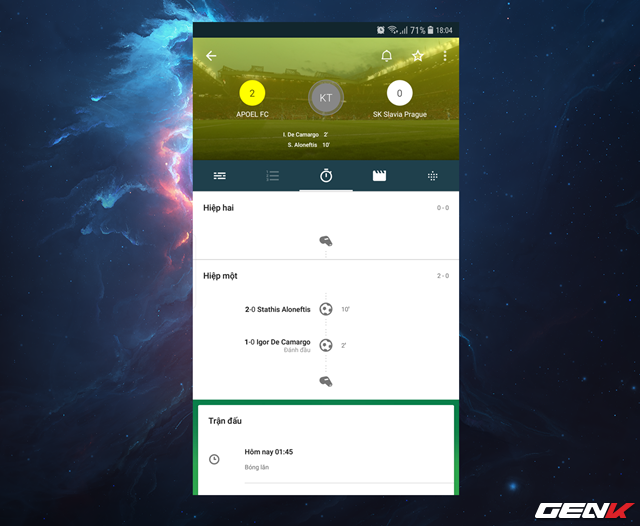 71% 18:04
2
KT
0
APOEL FC
SK Slavia Prague
I. De Camargo 2'
S. Aloneftis 10'
Hiệp hai
0 - 0
Hiệp một
2 - 0
2-0 Stathis Aloneftis
10'
1-0 Igor De Camargo
2'
Đánh đầu
Trận đấu
Hôm nay 01:45
Bóng lăn
GENK